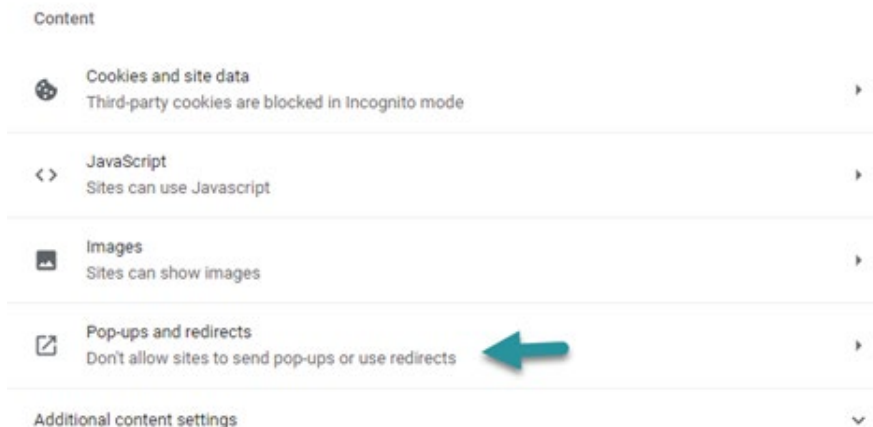 Content
Cookies and site data
Third-party cookies are blocked in Incognito mode
JavaScript
Sites can use Javascript
Images
Sites can show images
Pop-ups and redirects
Don't allow sites to send pop-ups or use redirects
Additional content settings